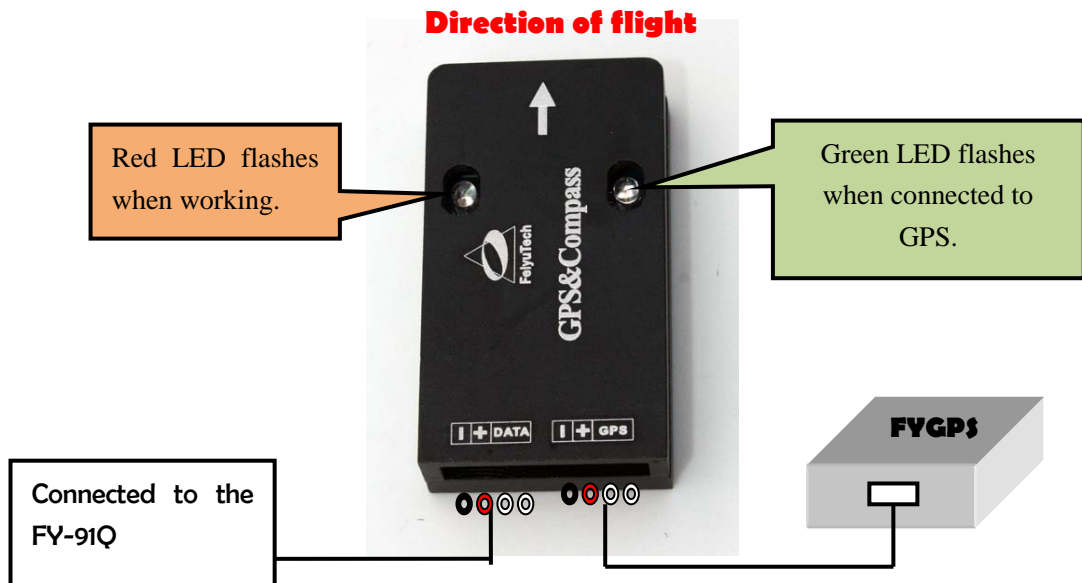 Direction of flight
Red LED flashes
when working.
Green LED flashes
when connected to
GPS.
FeiyuTech
GPS&Compass
I + DATA
I + GPS
FYGPS
Connected to the
FY-91Q